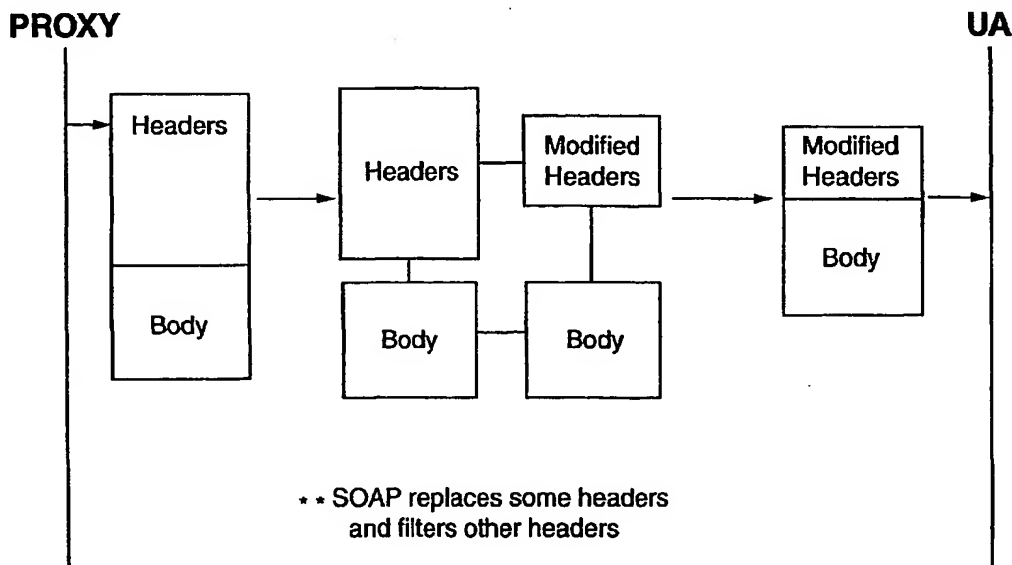 PROXY
UA
Headers
Body
Headers
Body
Modified
Headers
Body
Modified
Headers
Body
* * SOAP replaces some headers
and filters other headers